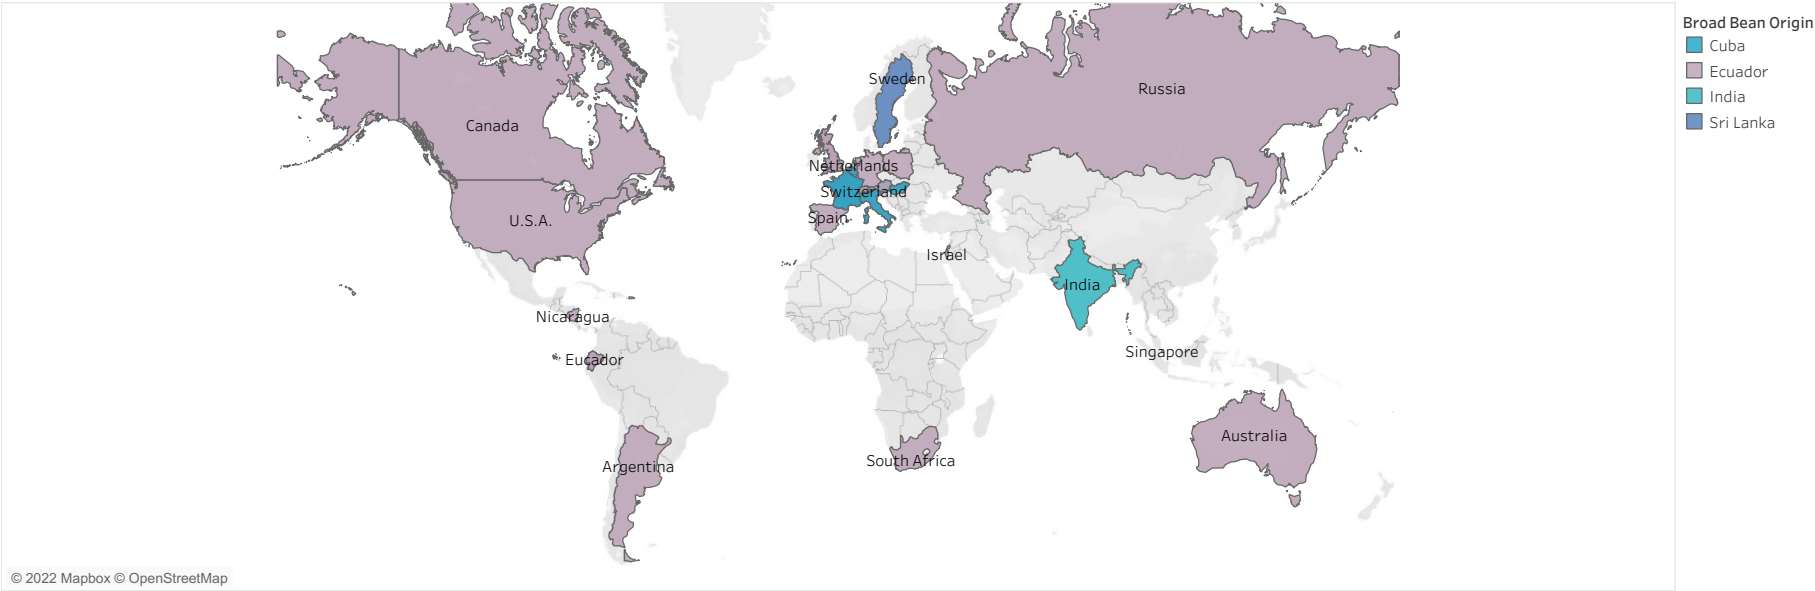 Broad Bean Origin
Cuba
Ecuador
India
Sri Lanka
Sweden
Russia
Canada
Netherlands
Switzerland
U.S.A.
Spain
Israel
India
Nicaragua
Singapore
Eucador
Australia
South Africa
Argentina
© 2022 Mapbox © OpenStreetMap